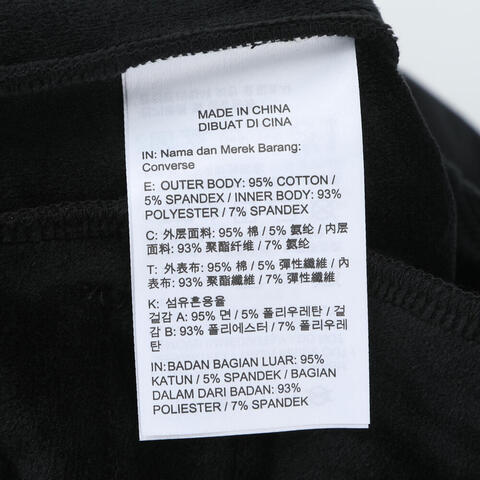 MADE IN CHINA
DIBUAT DI CINA
IN: Nama dan Merek Barang:
Converse
E: OUTER BODY: 95% COTTON /
5% SPANDEX / INNER BODY: 93%
POLYESTER / 7% SPANDEX
C: 外层面料: 95% 棉 / 5% 氨纶 / 内层
面料: 93% 聚酯纤维 / 7% 氨纶
T: 外表布: 95% 棉 / 5% 彈性纖維 / 內
表布: 93% 聚酯纖維 / 7% 彈性纖維
K: 섬유혼용율
겉감 A: 95% 면 / 5% 폴리우레탄 / 겉
감 B: 93% 폴리에스터 / 7% 폴리우레
탄
IN: BADAN BAGIAN LUAR: 95%
KATUN / 5% SPANDEK / BAGIAN
DALAM DARI BADAN: 93%
POLIESTER / 7% SPANDEK